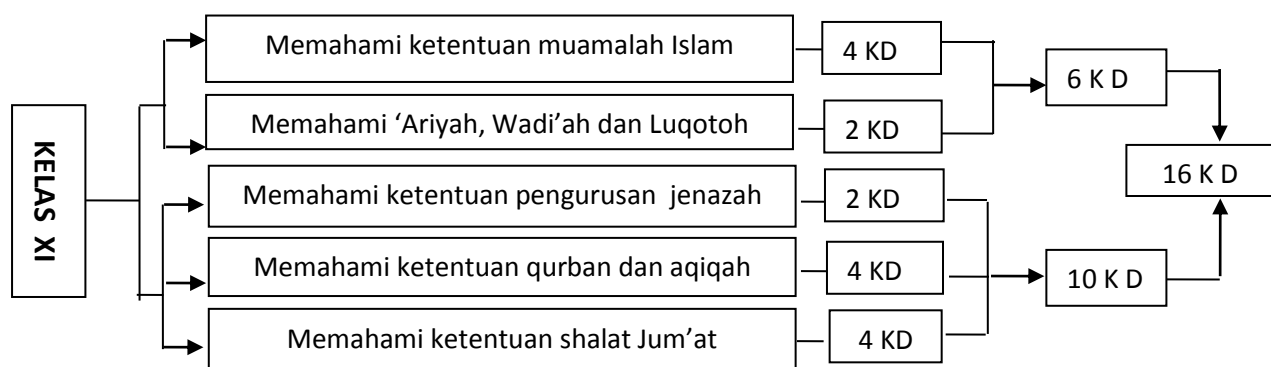 KELAS XI
Memahami ketentuan muamalah Islam
4 KD
Memahami ‘Ariyah, Wadi’ah dan Luqotoh
2 KD
6 K D
Memahami ketentuan pengurusan jenazah
2 KD
Memahami ketentuan qurban dan aqiqah
4 KD
Memahami ketentuan shalat Jum’at
4 KD
10 K D
16 K D